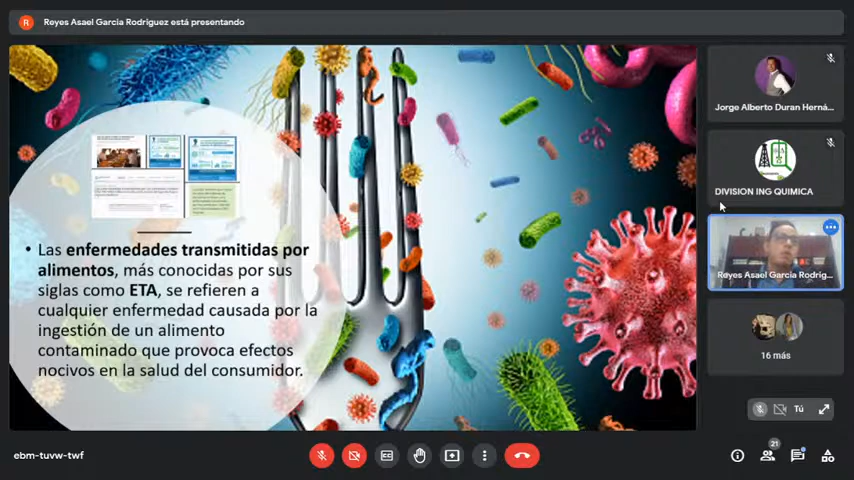 R Reyes Asael Garcia Rodriguez está presentando
• Las enfermedades transmitidas por
alimentos, más conocidas por sus
siglas como ETA, se refieren a
cualquier enfermedad causada por la
ingestión de un alimento
contaminado que provoca efectos
nocivos en la salud del consumidor.
Jorge Alberto Duran Herná...
DIVISION ING QUIMICA
Reyes Asael Garcia Rodrig...
16 más
Tú
ebm-tuvw-twf
21